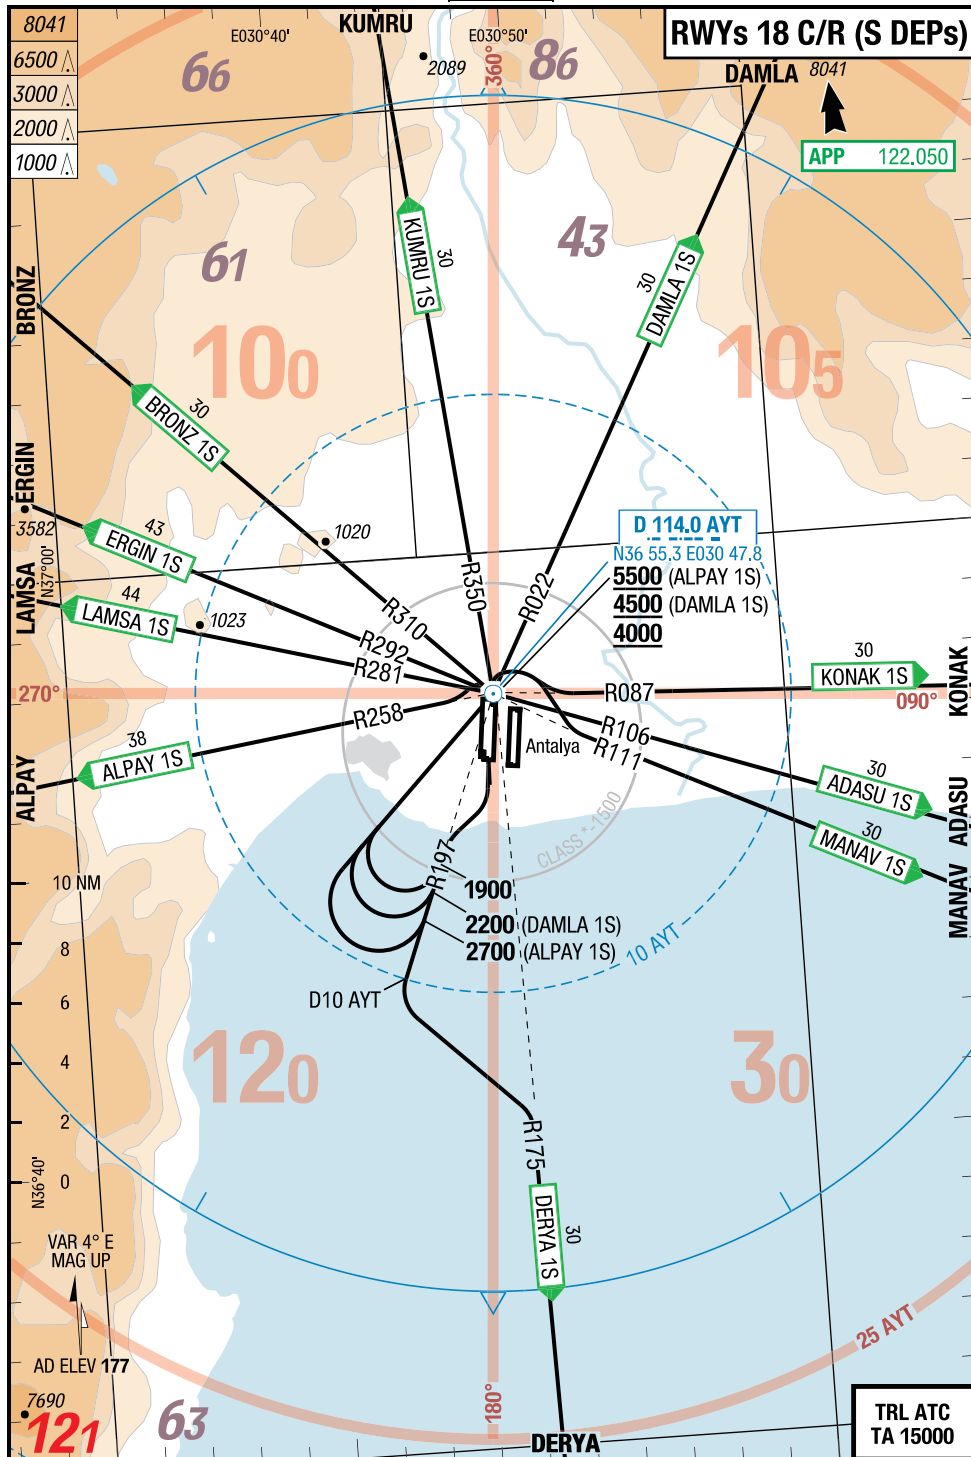 8041
6500
3000
2000
1000
KUMRU
E030°40'
E030°50'
RWYs 18 C/R (S DEPs)
66
2089
360°
86
DAMLA
8041
APP 122.050
61
43
KUMRU 1S
30
30
DAMLA 1S
BRONZ
100
105
30
BRONZ 1S
ERGIN
3582
43
ERGIN 1S
1020
N37°00'
D 114.0 AYT
N36 55.3 E030 47.8
5500 (ALPAY 1S)
4500 (DAMLA 1S)
4000
R350
R022
R310
LAMSA
44
LAMSA 1S
1023
R292
R281
270°
R087
30
KONAK 1S
090°
KONAK
R258
R106
R111
Antalya
38
ALPAY 1S
ALPAY
30
ADASU 1S
ADASU
30
MANAV 1S
MANAV
CLASS *-1500
R197
10 NM
1900
2200 (DAMLA 1S)
2700 (ALPAY 1S)
10 AYT
8
D10 AYT
6
4
120
30
2
R175
N36°40'
0
DERYA 1S
30
VAR 4° E
MAG UP
25 AYT
AD ELEV 177
7690
121
63
180°
DERYA
TRL ATC
TA 15000